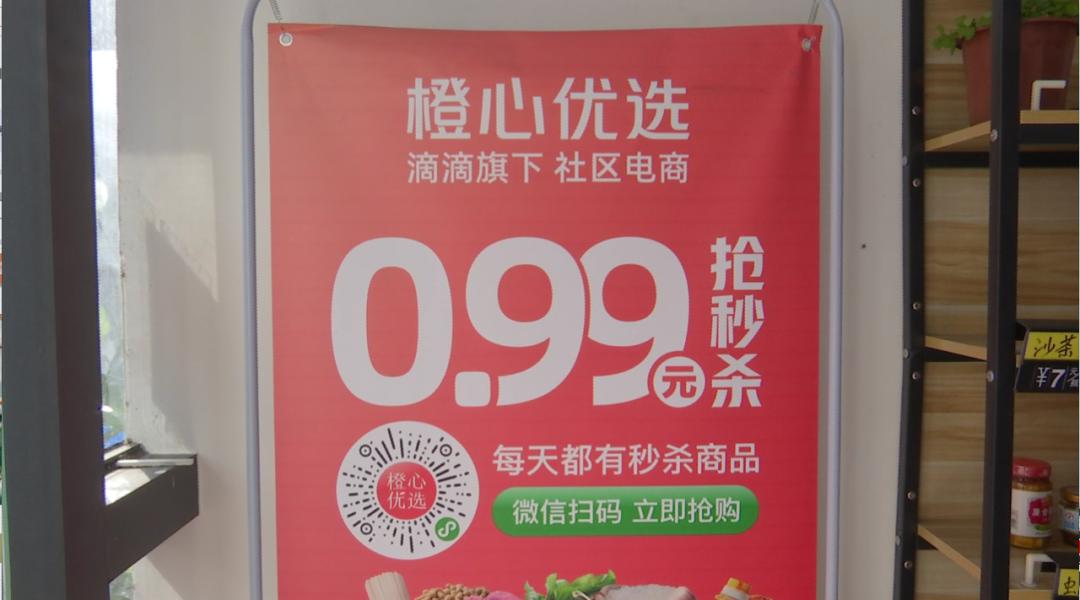 橙心优选
滴滴旗下 社区电商
0.99元
抢秒杀
橙心
优选
每天都有秒杀商品
微信扫码 立即抢购
沙茶
¥7
虫